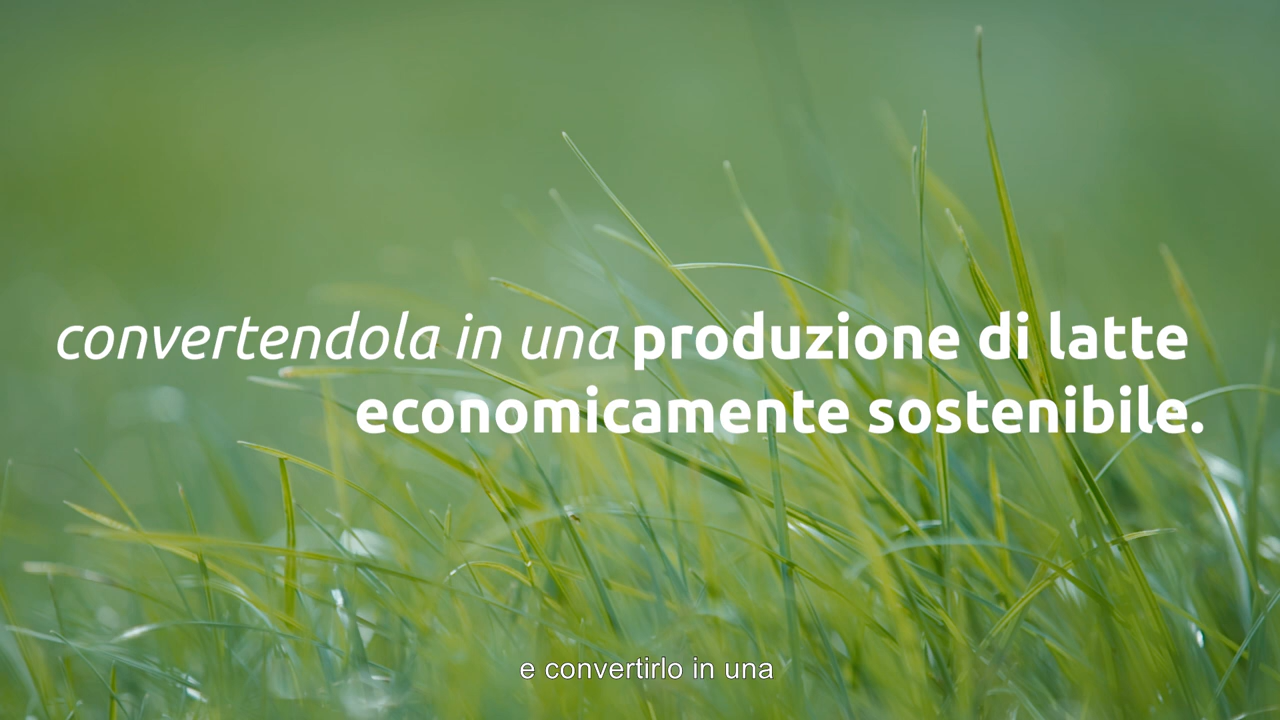 convertendola in una produzione di latte
economicamente sostenibile.
e convertirlo in una